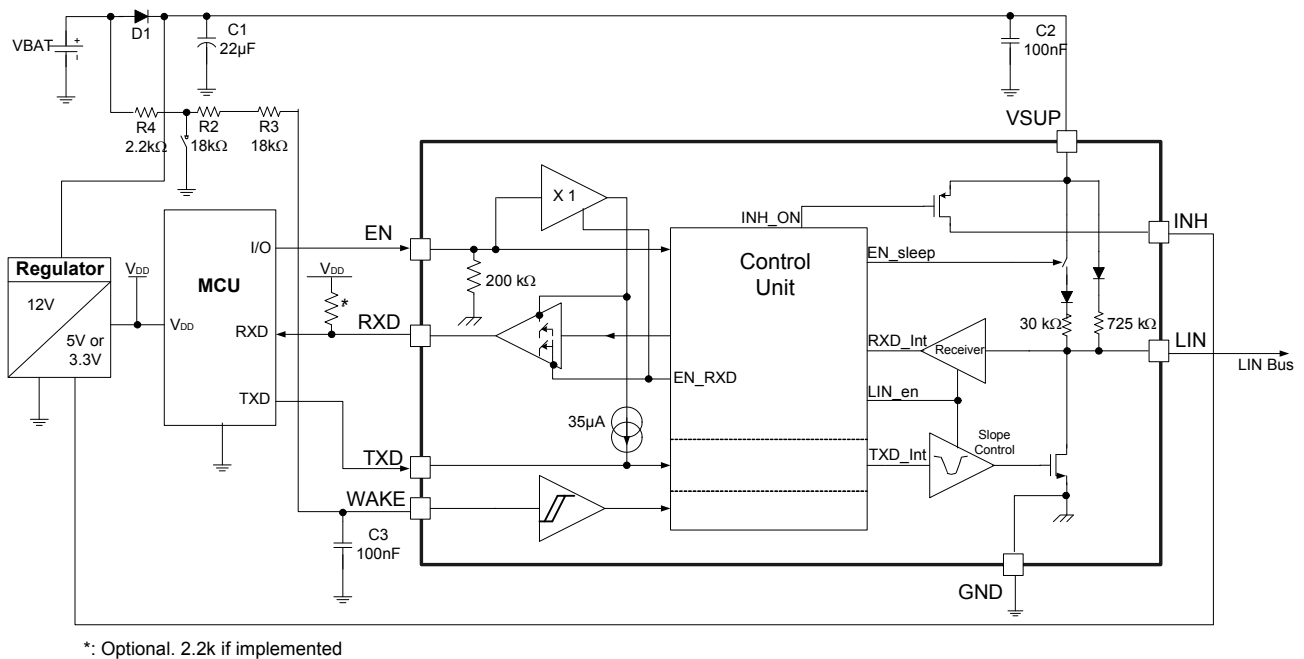 VBAT
+
D1
C1
22µF
C2
100nF
R4
2.2kΩ
R2
18kΩ
R3
18kΩ
VSUP
Regulator
12V
5V or
3.3V
VDD
MCU
I/O
VDD
RXD
TXD
VDD
*
EN
RXD
TXD
WAKE
C3
100nF
X 1
200 kΩ
35µA
Control
Unit
INH_ON
EN_sleep
RXD_Int
EN_RXD
LIN_en
TXD_Int
Receiver
Slope
Control
30 kΩ
725 kΩ
INH
LIN
LIN Bus
GND
*: Optional. 2.2k if implemented